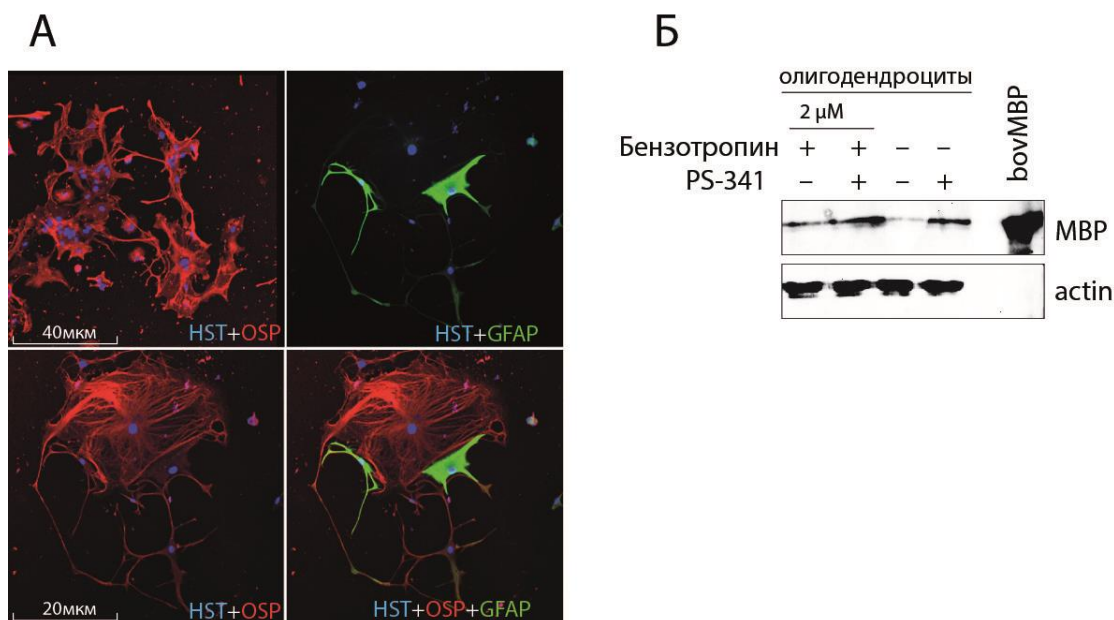 А
HST+OSP
40мкм
HST+GFAP
HST+OSP
20мкм
HST+OSP+GFAP
Б
олигодендроциты
2 µM
Бензотропин + + – –
PS-341 – + – +
bovMBP
MBP
actin